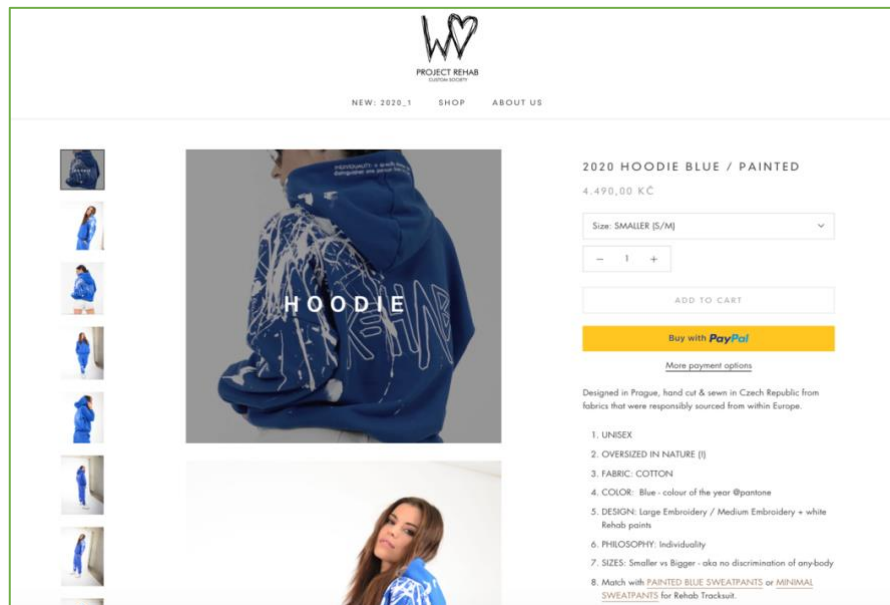 PROJECT REHAB
CUSTOM SOCIETY
NEW: 2020_1 SHOP ABOUT US
HOODIE
2020 HOODIE BLUE / PAINTED
4.490,00 KČ
Size: SMALLER (S/M)
− 1 +
ADD TO CART
Buy with PayPal
More payment options
Designed in Prague, hand cut & sewn in Czech Republic from
fabrics that were responsibly sourced from within Europe.
1. UNISEX
2. OVERSIZED IN NATURE (!)
3. FABRIC: COTTON
4. COLOR: Blue - colour of the year @pantone
5. DESIGN: Large Embroidery / Medium Embroidery + white
Rehab paints
6. PHILOSOPHY: Individuality
7. SIZES: Smaller vs Bigger - aka no discrimination of any-body
8. Match with PAINTED BLUE SWEATPANTS or MINIMAL
SWEATPANTS for Rehab Tracksuit.